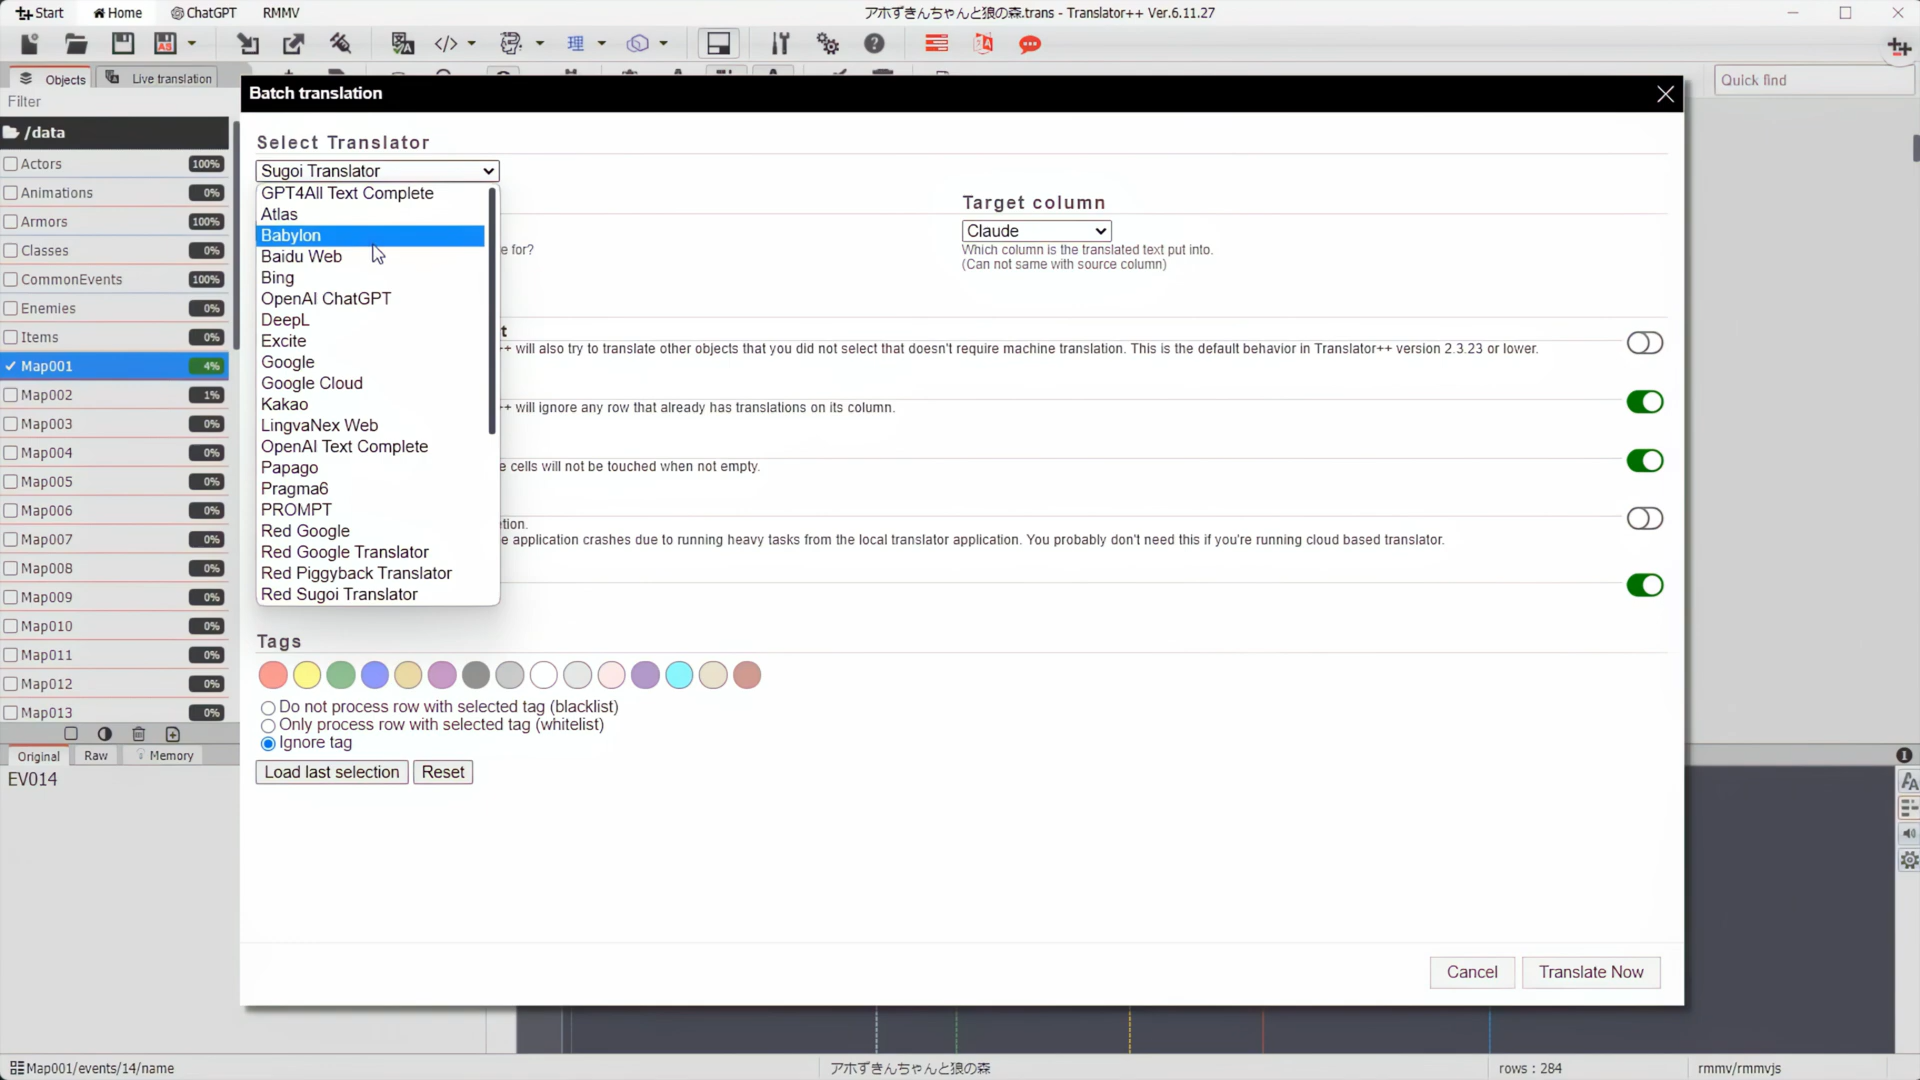 Start
Home
ChatGPT
RMMV
アホずきんちゃんと狼の森.trans - Translator++ Ver.6.11.27
AS
理
Objects
Live translation
Quick find
Filter
/data
Actors 100%
Animations 0%
Armors 100%
Classes 0%
CommonEvents 100%
Enemies 0%
Items 0%
Map001 4%
Map002 1%
Map003 0%
Map004 0%
Map005 0%
Map006 0%
Map007 0%
Map008 0%
Map009 0%
Map010 0%
Map011 0%
Map012 0%
Map013 0%
Original
Raw
Memory
EV014
Batch translation
Select Translator
Sugoi Translator
GPT4All Text Complete
Atlas
Babylon
Baidu Web
Bing
OpenAI ChatGPT
DeepL
Excite
Google
Google Cloud
Kakao
LingvaNex Web
OpenAI Text Complete
Papago
Pragma6
PROMPT
Red Google
Red Google Translator
Red Piggyback Translator
Red Sugoi Translator
e for?
Target column
Claude
Which column is the translated text put into.
(Can not same with source column)
t
+ will also try to translate other objects that you did not select that doesn't require machine translation. This is the default behavior in Translator++ version 2.3.23 or lower.
+ will ignore any row that already has translations on its column.
e cells will not be touched when not empty.
tion.
e application crashes due to running heavy tasks from the local translator application. You probably don't need this if you're running cloud based translator.
Tags
Do not process row with selected tag (blacklist)
Only process row with selected tag (whitelist)
Ignore tag
Load last selection
Reset
Cancel
Translate Now
Map001/events/14/name
アホずきんちゃんと狼の森
rows : 284
rmmv/rmmvjs